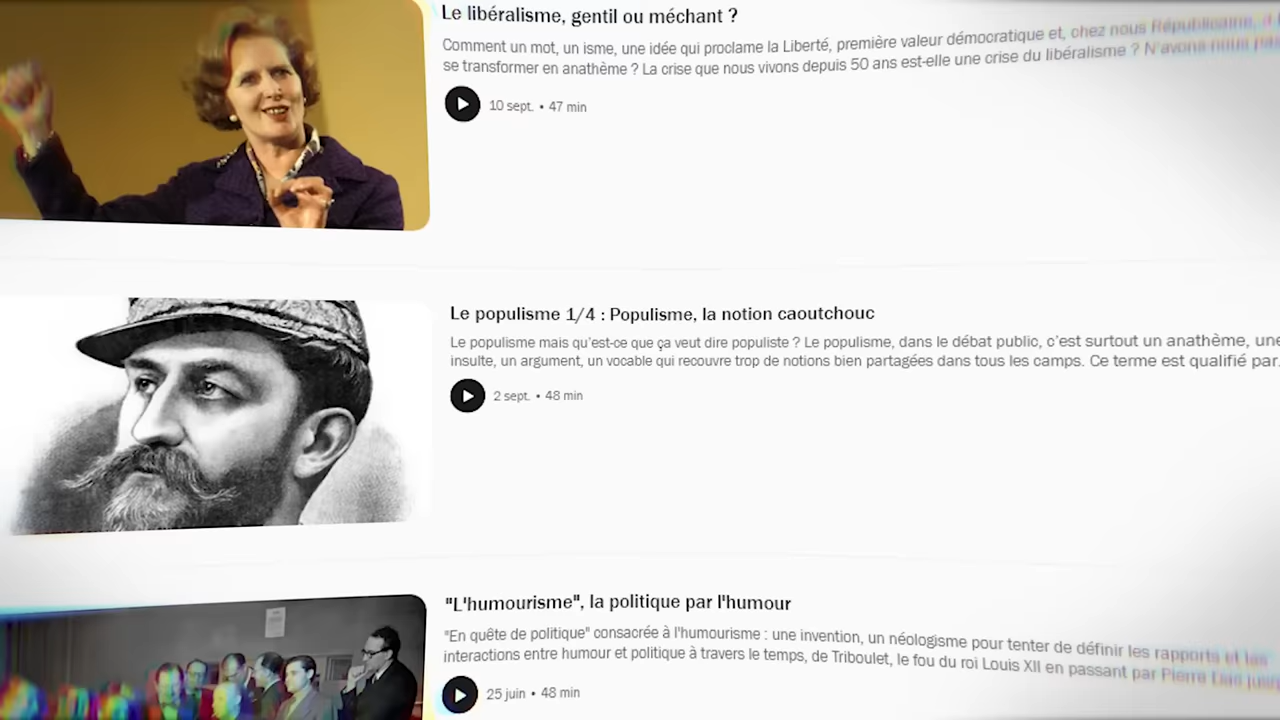 Le libéralisme, gentil ou méchant ?
Comment un mot, un isme, une idée qui proclame la Liberté, première valeur démocratique et, chez nous Républicaine,
se transformer en anathème ? La crise que nous vivons depuis 50 ans est-elle une crise du libéralisme ? N'avons-nous pas
10 sept. • 47 min
Le populisme 1/4 : Populisme, la notion caoutchouc
Le populisme mais qu'est-ce que ça veut dire populiste ? Le populisme, dans le débat public, c'est surtout un anathème, une
insulte, un argument, un vocable qui recouvre trop de notions bien partagées dans tous les camps. Ce terme est qualifié par
2 sept. • 48 min
"L'humourisme", la politique par l'humour
"En quête de politique" consacrée à l'humourisme : une invention, un néologisme pour tenter de définir les rapports et les
interactions entre humour et politique à travers le temps, de Triboulet, le fou du roi Louis XII en passant par Pierre Dac
25 juin • 48 min